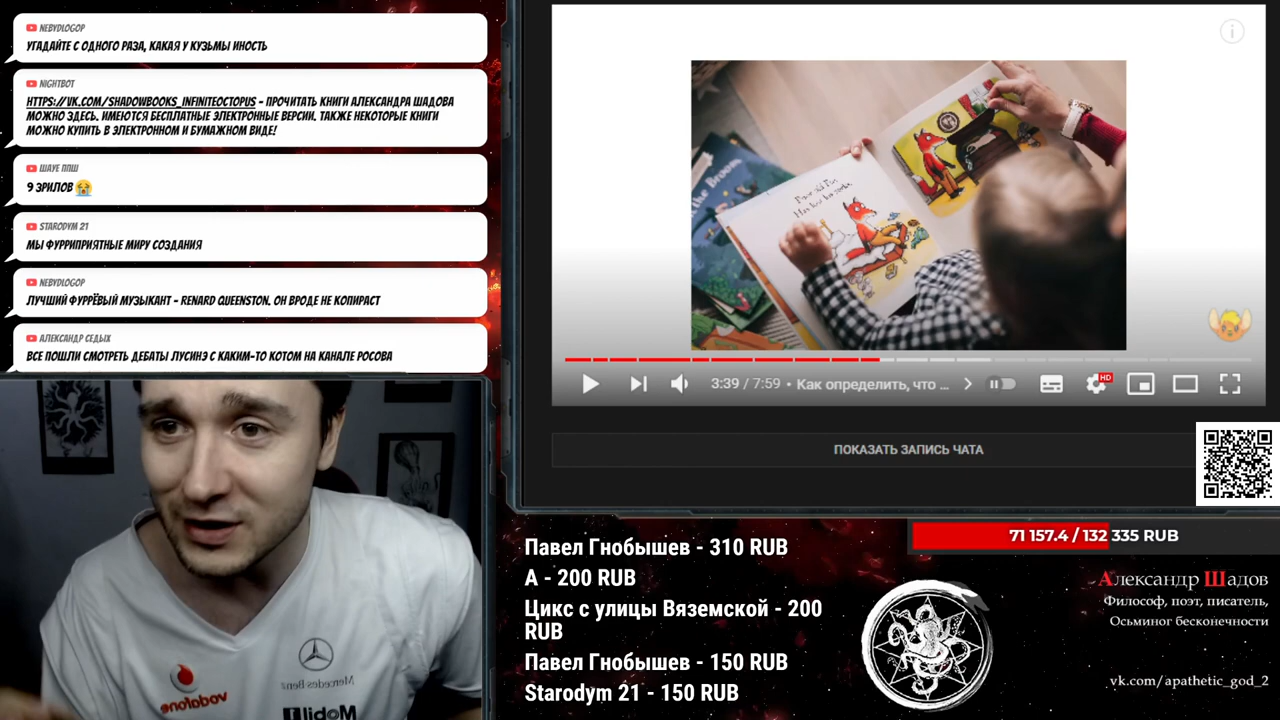 NEBYDLOGOP
УГАДАЙТЕ С ОДНОГО РАЗА, КАКАЯ У КУЗЬМЫ ИНОСТЬ
NIGHTBOT
HTTPS://VK.COM/SHADOWBOOKS_INFINITEOCTOPUS - ПРОЧИТАТЬ КНИГИ АЛЕКСАНДРА ШАДОВА
МОЖНО ЗДЕСЬ. ИМЕЮТСЯ БЕСПЛАТНЫЕ ЭЛЕКТРОННЫЕ ВЕРСИИ. ТАКЖЕ НЕКОТОРЫЕ КНИГИ
МОЖНО КУПИТЬ В ЭЛЕКТРОННОМ И БУМАЖНОМ ВИДЕ!
ШАУЕ ППШ
9 ЗРИЛОВ 😭
STARODYM 21
МЫ ФУРРИПРИЯТНЫЕ МИРУ СОЗДАНИЯ
NEBYDLOGOP
ЛУЧШИЙ ФУРРЁВЫЙ МУЗЫКАНТ - RENARD QUEENSTON. ОН ВРОДЕ НЕ КОПИРАСТ
АЛЕКСАНДР СЕДЫХ
ВСЕ ПОШЛИ СМОТРЕТЬ ДЕБАТЫ ЛУСИНЭ С КАКИМ-ТО КОТОМ НА КАНАЛЕ РОСОВА
3:39 / 7:59 • Как определить, что ...
HD
ПОКАЗАТЬ ЗАПИСЬ ЧАТА
71 157.4 / 132 335 RUB
Павел Гнобышев - 310 RUB
А - 200 RUB
Цикс с улицы Вяземской - 200
RUB
Павел Гнобышев - 150 RUB
Starodym 21 - 150 RUB
Александр Шадов
Философ, поэт, писатель,
Осьминог бесконечности
vk.com/apathetic_god_2
vodafone
Mercedes-Benz